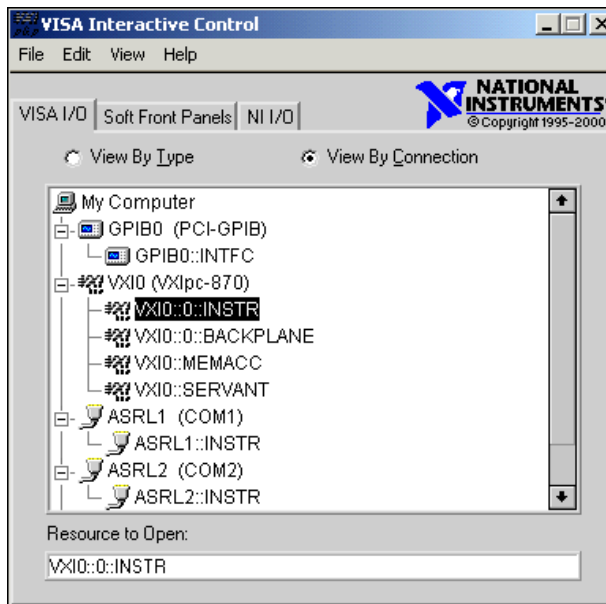 VISA Interactive Control
File Edit View Help
NATIONAL
INSTRUMENTS
© Copyright 1995-2000
VISA I/O Soft Front Panels NI I/O
View By Type View By Connection
My Computer
GPIB0 (PCI-GPIB)
GPIB0::INTFC
VXI0 (VXIpc-870)
VXI0::0::INSTR
VXI0::0::BACKPLANE
VXI0::MEMACC
VXI0::SERVANT
ASRL1 (COM1)
ASRL1::INSTR
ASRL2 (COM2)
ASRL2::INSTR
Resource to Open:
VXI0::0::INSTR